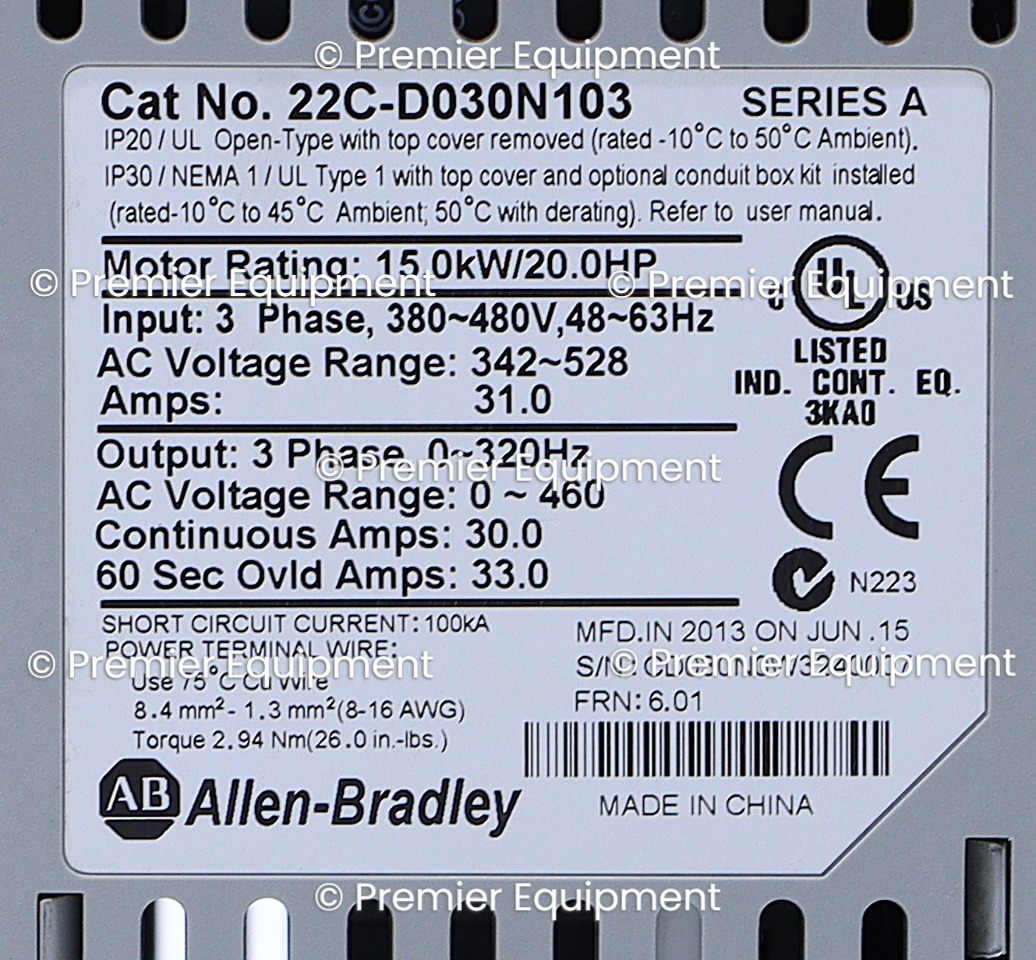 © Premier Equipment
Cat No. 22C-D030N103 SERIES A
IP20 / UL Open-Type with top cover removed (rated -10°C to 50°C Ambient).
IP30 / NEMA 1 / UL Type 1 with top cover and optional conduit box kit installed
(rated-10°C to 45°C Ambient; 50°C with derating). Refer to user manual.
Motor Rating: 15.0kW/20.0HP
© Premier Equipment © Premier Equipment
C UL US
Input: 3 Phase, 380~480V,48~63Hz
AC Voltage Range: 342~528
LISTED
IND. CONT. EQ.
Amps: 31.0
3KA0
Output: 3 Phase, 0~320Hz
© Premier Equipment
CE
AC Voltage Range: 0 ~ 460
Continuous Amps: 30.0
60 Sec Ovld Amps: 33.0
N223
SHORT CIRCUIT CURRENT: 100kA
MFD.IN 2013 ON JUN .15
POWER TERMINAL WIRE:
© Premier Equipment © Premier Equipment
S/N:
Use 75°C Cu Wire
8.4 mm²- 1.3 mm²(8-16 AWG)
FRN: 6.01
Torque 2.94 Nm(26.0 in.-lbs.)
AB Allen-Bradley
MADE IN CHINA
© Premier Equipment